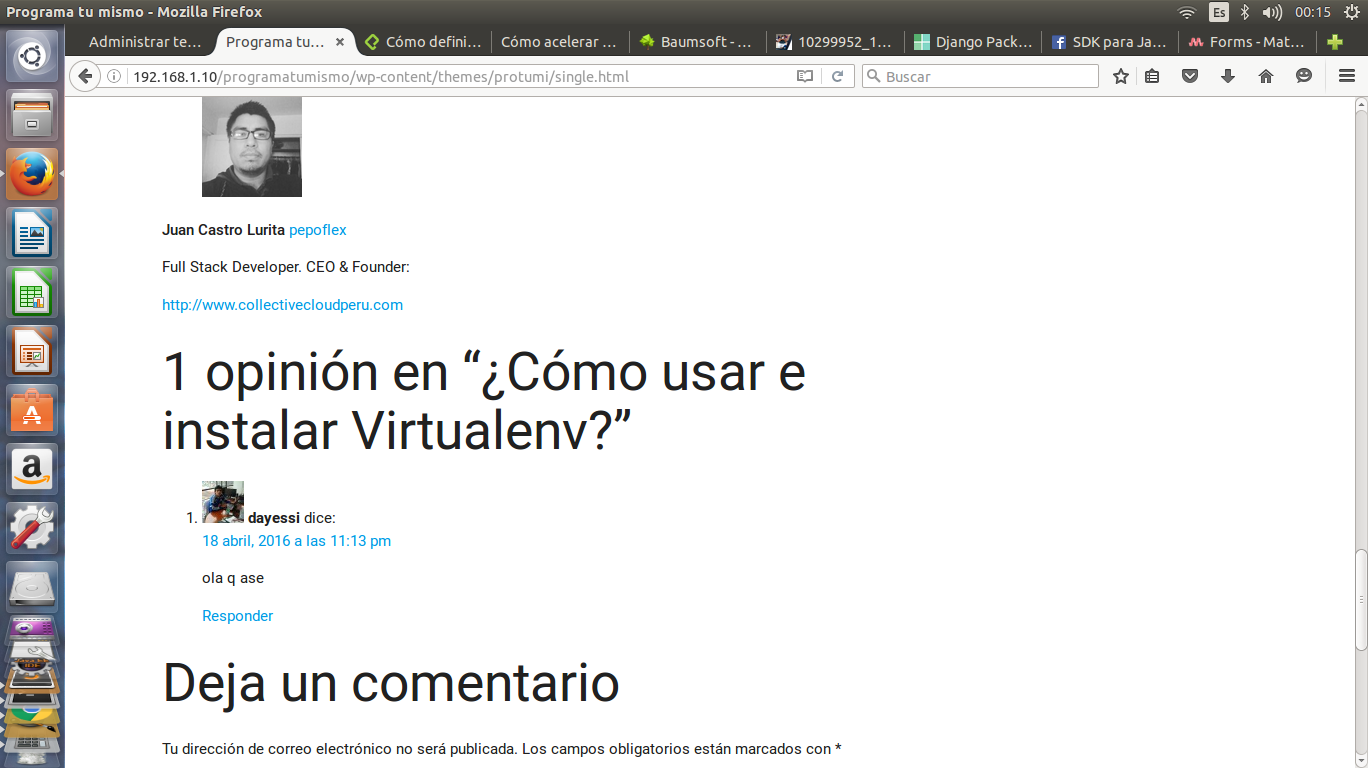 Programa tu mismo - Mozilla Firefox
Es
00:15
Administrar te...
Programa tu...
Cómo defini...
Cómo acelerar ...
Baumsoft - ...
10299952_1...
Django Pack...
SDK para Ja...
Forms - Mat...
192.168.1.10/programatumismo/wp-content/themes/protumi/single.html
Buscar
Juan Castro Lurita pepoflex
Full Stack Developer. CEO & Founder:
http://www.collectivecloudperu.com
1 opinión en “¿Cómo usar e
instalar Virtualenv?”
1. dayessi dice:
18 abril, 2016 a las 11:13 pm
ola q ase
Responder
Deja un comentario
Tu dirección de correo electrónico no será publicada. Los campos obligatorios están marcados con *